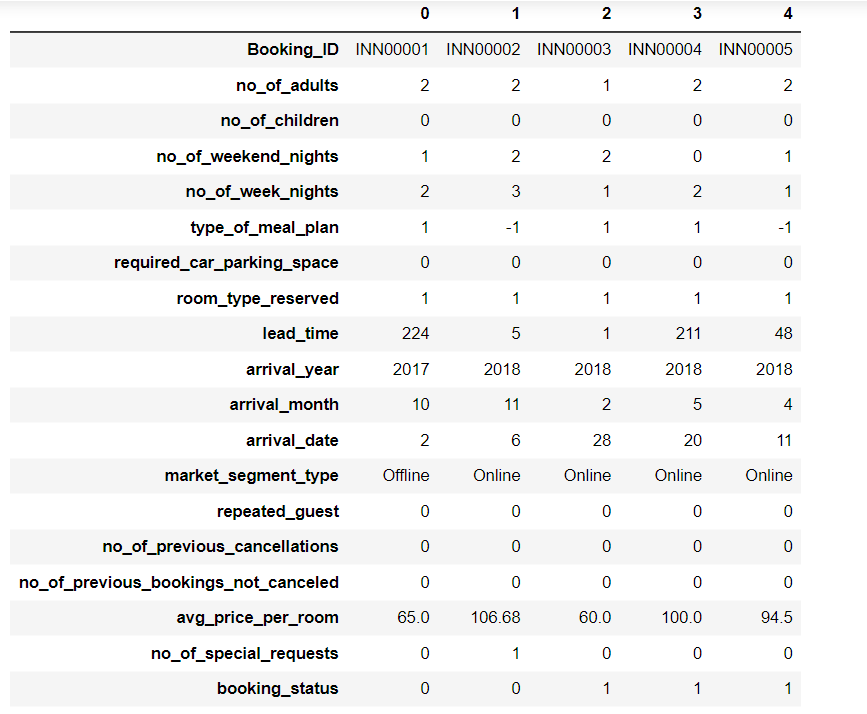 0 1 2 3 4
Booking_ID INN00001 INN00002 INN00003 INN00004 INN00005
no_of_adults 2 2 1 2 2
no_of_children 0 0 0 0 0
no_of_weekend_nights 1 2 2 0 1
no_of_week_nights 2 3 1 2 1
type_of_meal_plan 1 -1 1 1 -1
required_car_parking_space 0 0 0 0 0
room_type_reserved 1 1 1 1 1
lead_time 224 5 1 211 48
arrival_year 2017 2018 2018 2018 2018
arrival_month 10 11 2 5 4
arrival_date 2 6 28 20 11
market_segment_type Offline Online Online Online Online
repeated_guest 0 0 0 0 0
no_of_previous_cancellations 0 0 0 0 0
no_of_previous_bookings_not_canceled 0 0 0 0 0
avg_price_per_room 65.0 106.68 60.0 100.0 94.5
no_of_special_requests 0 1 0 0 0
booking_status 0 0 1 1 1